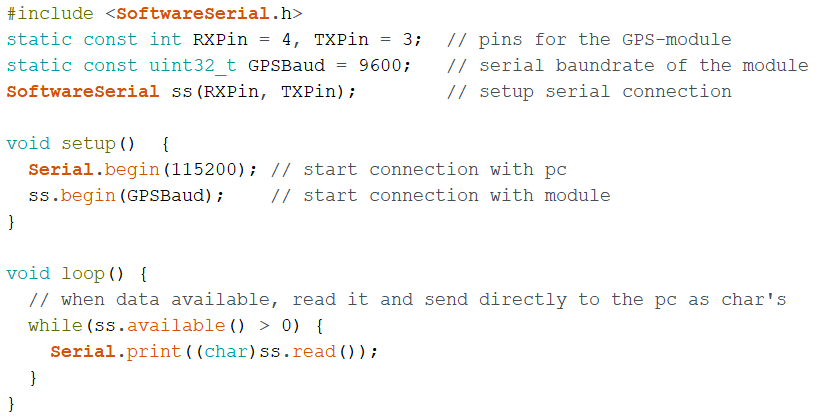 #include <SoftwareSerial.h>
static const int RXPin = 4, TXPin = 3;  // pins for the GPS-module
static const uint32_t GPSBaud = 9600;   // serial baundrate of the module
SoftwareSerial ss(RXPin, TXPin);        // setup serial connection

void setup()  {
  Serial.begin(115200); // start connection with pc
  ss.begin(GPSBaud);    // start connection with module
}

void loop() {
  // when data available, read it and send directly to the pc as char's
  while(ss.available() > 0) {
    Serial.print((char)ss.read());
  }
}